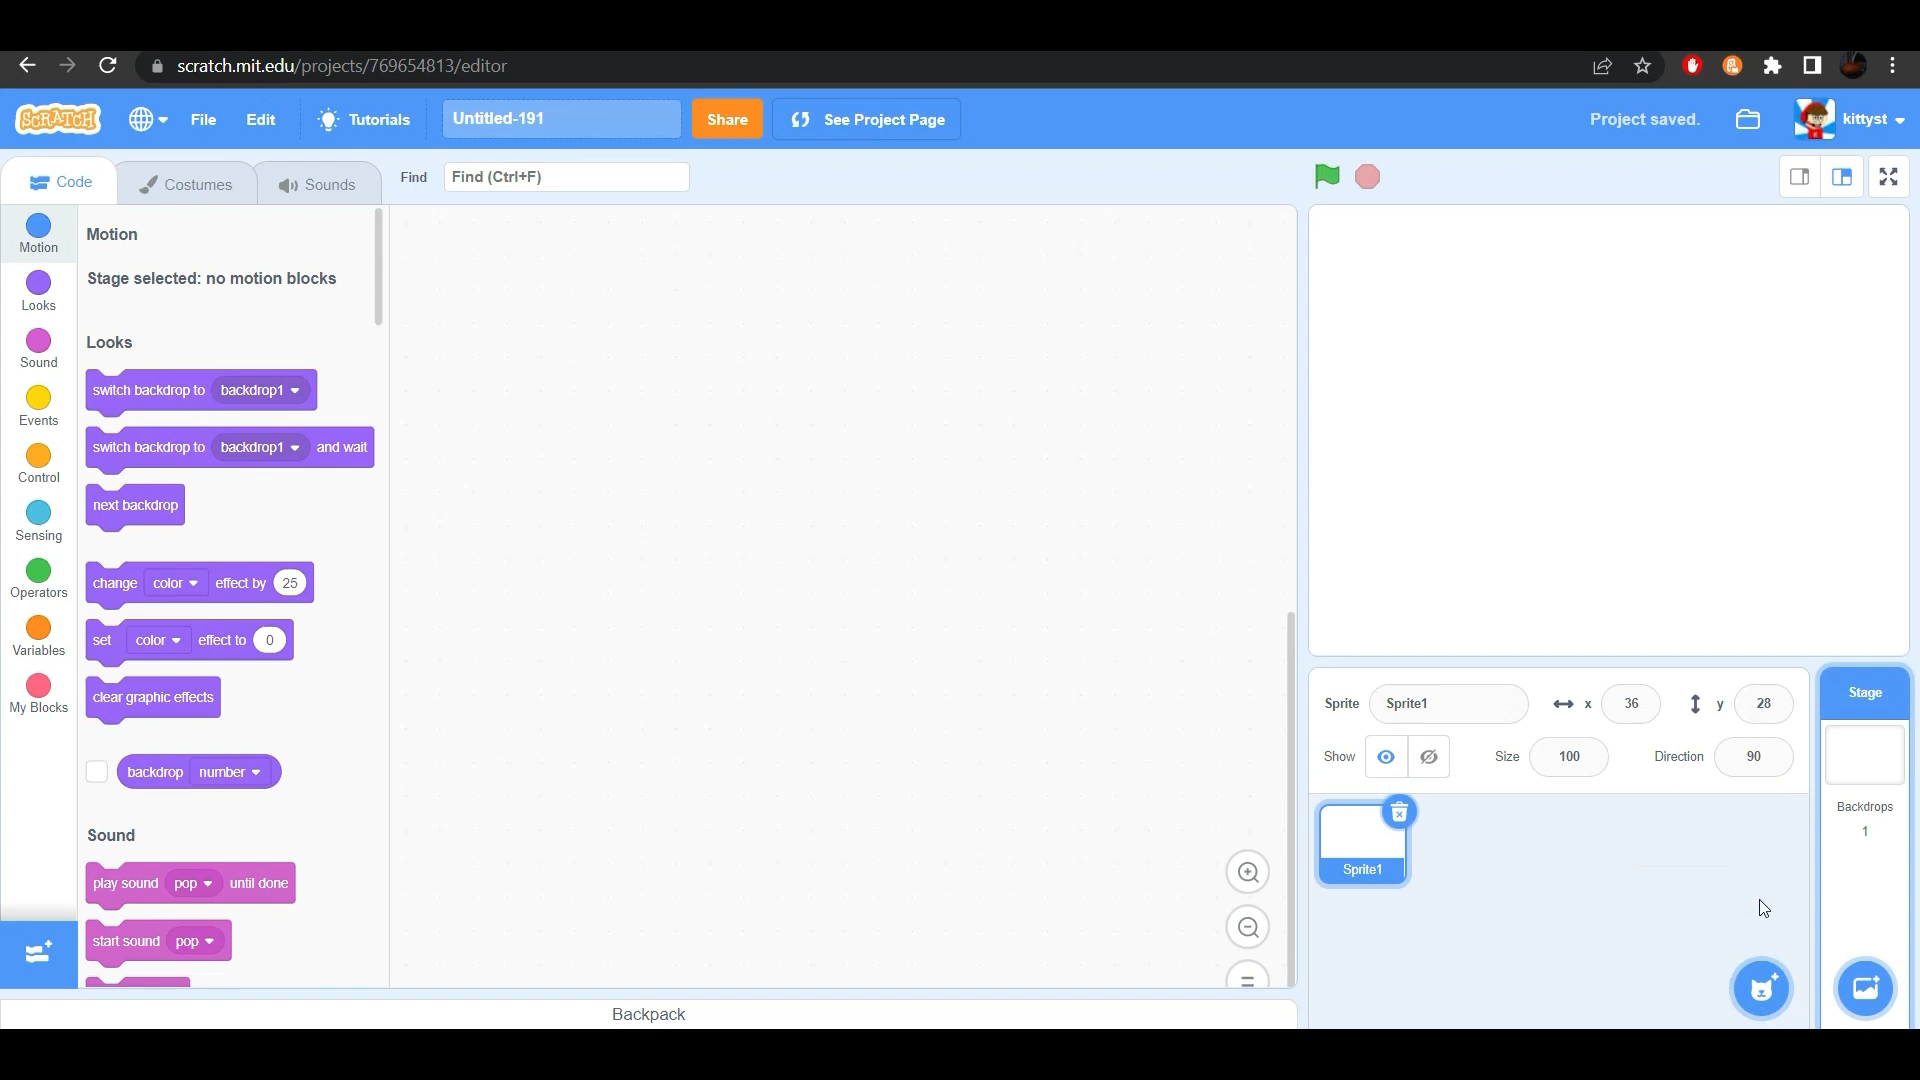 scratch.mit.edu/projects/769654813/editor
SCRATCH File Edit Tutorials Untitled-191 Share See Project Page Project saved. kittyst
Code Costumes Sounds Find Find (Ctrl+F)
Motion
Looks
Sound
Events
Control
Sensing
Operators
Variables
My Blocks
Motion
Stage selected: no motion blocks
Looks
switch backdrop to backdrop1
switch backdrop to backdrop1 and wait
next backdrop
change color effect by 25
set color effect to 0
clear graphic effects
backdrop number
Sound
play sound pop until done
start sound pop
Backpack
Sprite Sprite1 x 36 y 28
Show Size 100 Direction 90
Sprite1
Stage
Backdrops
1